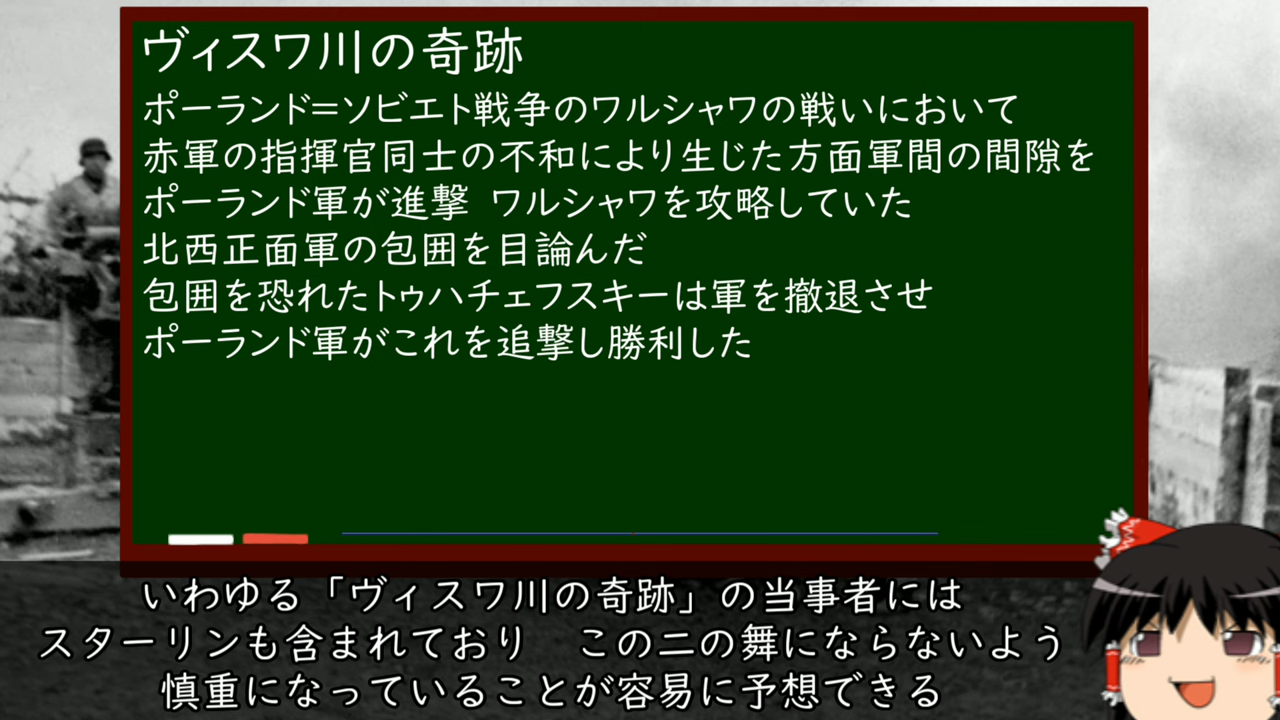 ヴィスワ川の奇跡
ポーランド=ソビエト戦争のワルシャワの戦いにおいて
赤軍の指揮官同士の不和により生じた方面軍間の間隙を
ポーランド軍が進撃 ワルシャワを攻略していた
北西正面軍の包囲を目論んだ
包囲を恐れたトゥハチェフスキーは軍を撤退させ
ポーランド軍がこれを追撃し勝利した
いわゆる「ヴィスワ川の奇跡」の当事者には
スターリンも含まれており　この二の舞にならないよう
慎重になっていることが容易に予想できる